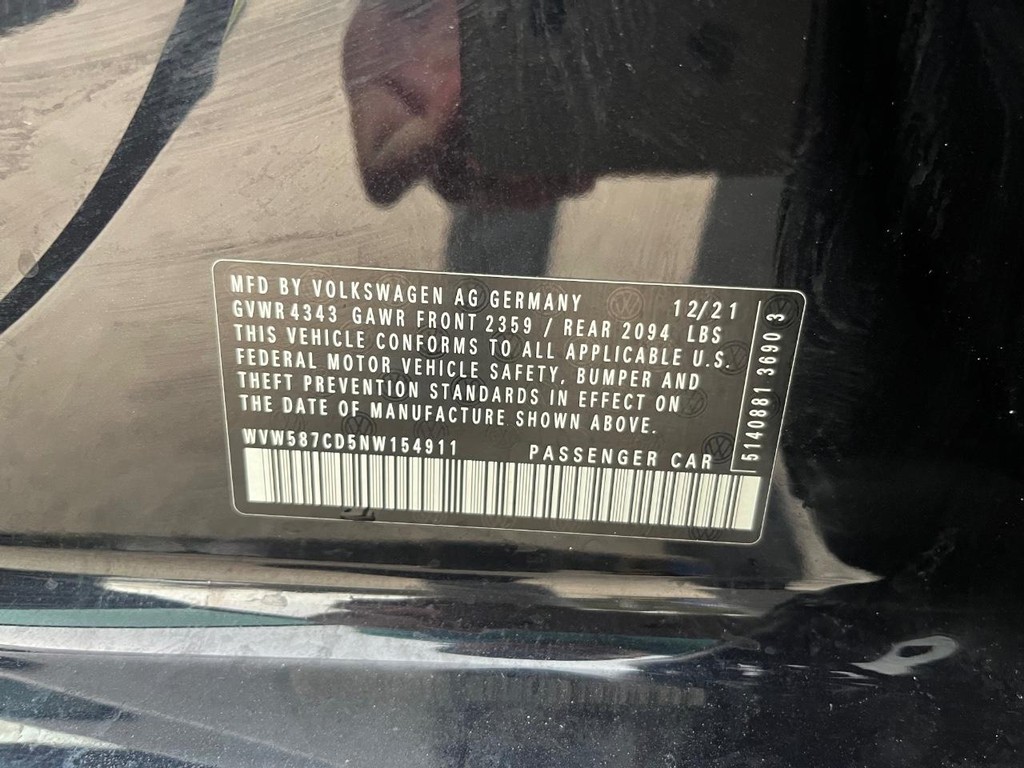 MFD BY VOLKSWAGEN AG GERMANY 12/21
GVWR 4343 GAWR FRONT 2359 / REAR 2094 LBS
THIS VEHICLE CONFORMS TO ALL APPLICABLE U.S.
FEDERAL MOTOR VEHICLE SAFETY, BUMPER AND
THEFT PREVENTION STANDARDS IN EFFECT ON
THE DATE OF MANUFACTURE SHOWN ABOVE.
WVW587CD5NW154911 PASSENGER CAR
5140881 3690 3